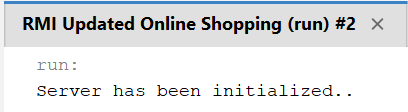 RMI Updated Online Shopping (run) #2
run:
Server has been initialized..